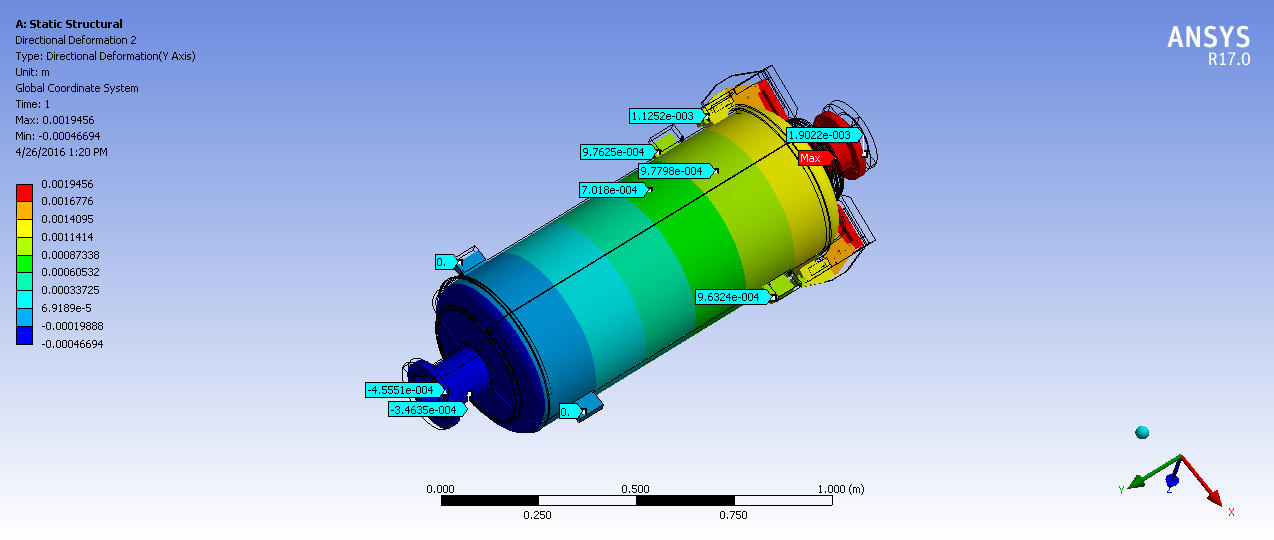 A: Static Structural
Directional Deformation 2
Type: Directional Deformation(Y Axis)
Unit: m
Global Coordinate System
Time: 1
Max: 0.0019456
Min: -0.00046694
4/26/2016 1:20 PM
ANSYS
R17.0
0.0019456
0.0016776
0.0014095
0.0011414
0.00087338
0.00060532
0.00033725
6.9189e-5
-0.00019888
-0.00046694
1.1252e-003
1.9022e-003
9.7625e-004
Max
9.7798e-004
7.018e-004
0.
9.6324e-004
-4.5551e-004
-3.4635e-004
0.
0.000
0.500
1.000 (m)
0.250
0.750
Y
Z
X